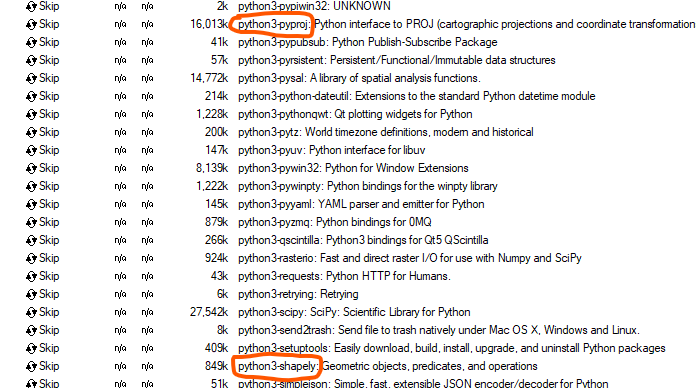 Skip n/a n/a 2k python3-pypiwin32: UNKNOWN
Skip n/a n/a 16,013k python3-pyproj: Python interface to PROJ (cartographic projections and coordinate transformation
Skip n/a n/a 41k python3-pypubsub: Python Publish-Subscribe Package
Skip n/a n/a 57k python3-pyrsistent: Persistent/Functional/Immutable data structures
Skip n/a n/a 14,772k python3-pysal: A library of spatial analysis functions.
Skip n/a n/a 214k python3-python-dateutil: Extensions to the standard Python datetime module
Skip n/a n/a 1,228k python3-pythonqwt: Qt plotting widgets for Python
Skip n/a n/a 200k python3-pytz: World timezone definitions, modern and historical
Skip n/a n/a 147k python3-pyuv: Python interface for libuv
Skip n/a n/a 8,139k python3-pywin32: Python for Window Extensions
Skip n/a n/a 1,222k python3-pywinpty: Python bindings for the winpty library
Skip n/a n/a 145k python3-pyyaml: YAML parser and emitter for Python
Skip n/a n/a 879k python3-pyzmq: Python bindings for 0MQ
Skip n/a n/a 266k python3-qscintilla: Python3 bindings for Qt5 QScintilla
Skip n/a n/a 924k python3-rasterio: Fast and direct raster I/O for use with Numpy and SciPy
Skip n/a n/a 43k python3-requests: Python HTTP for Humans.
Skip n/a n/a 6k python3-retrying: Retrying
Skip n/a n/a 27,542k python3-scipy: SciPy: Scientific Library for Python
Skip n/a n/a 8k python3-send2trash: Send file to trash natively under Mac OS X, Windows and Linux.
Skip n/a n/a 409k python3-setuptools: Easily download, build, install, upgrade, and uninstall Python packages
Skip n/a n/a 849k python3-shapely: Geometric objects, predicates, and operations
Skip n/a n/a 51k python3-simplejson: Simple, fast, extensible JSON encoder/decoder for Python